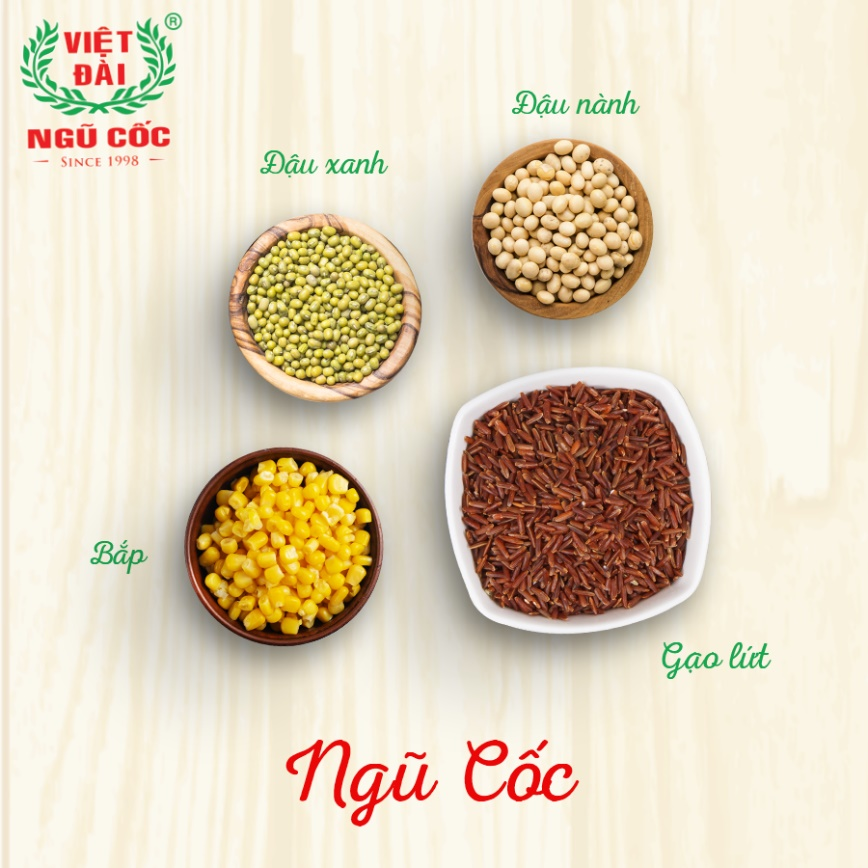 VIỆT
ĐÀI
®
NGŨ CỐC
SINCE 1998
Đậu nành
Đậu xanh
Bắp
Gạo lứt
Ngũ Cốc